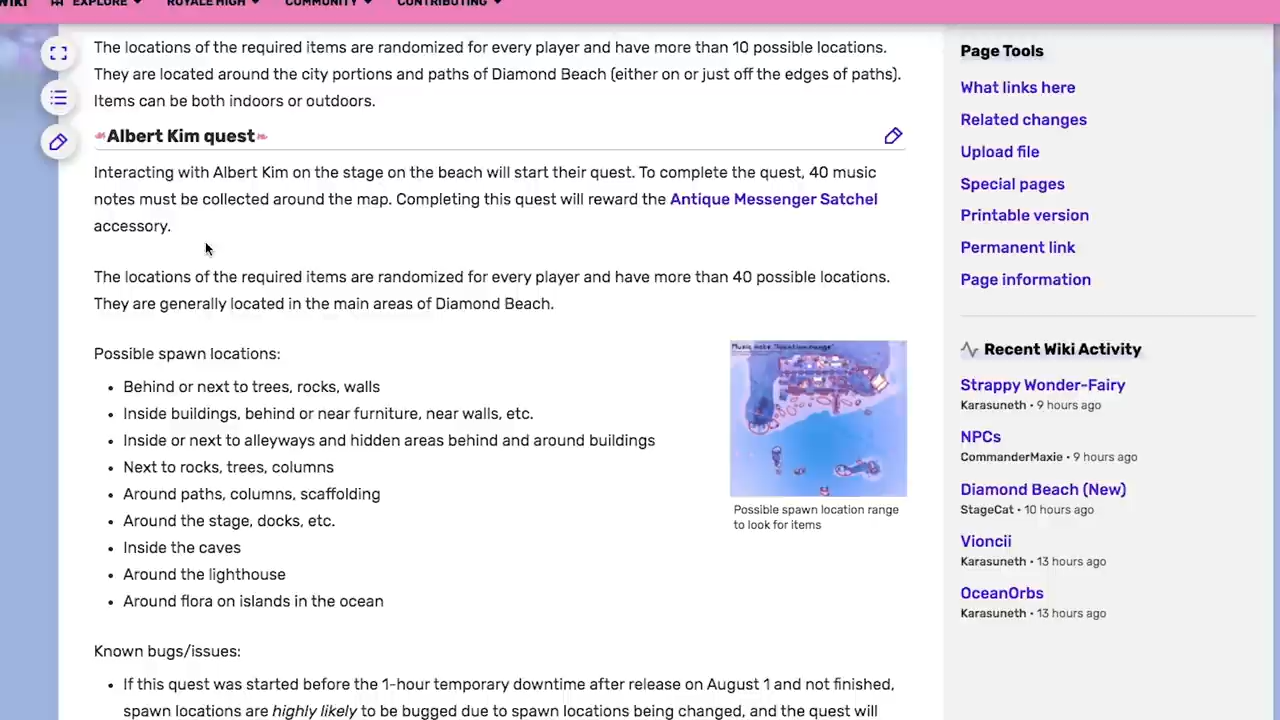 EXPLORE
ROYALE HIGH
COMMUNITY
CONTRIBUTING
The locations of the required items are randomized for every player and have more than 10 possible locations.
They are located around the city portions and paths of Diamond Beach (either on or just off the edges of paths).
Items can be both indoors or outdoors.
Albert Kim quest
Interacting with Albert Kim on the stage on the beach will start their quest. To complete the quest, 40 music
notes must be collected around the map. Completing this quest will reward the Antique Messenger Satchel
accessory.
The locations of the required items are randomized for every player and have more than 40 possible locations.
They are generally located in the main areas of Diamond Beach.
Possible spawn locations:
• Behind or next to trees, rocks, walls
• Inside buildings, behind or near furniture, near walls, etc.
• Inside or next to alleyways and hidden areas behind and around buildings
• Next to rocks, trees, columns
• Around paths, columns, scaffolding
• Around the stage, docks, etc.
• Inside the caves
• Around the lighthouse
• Around flora on islands in the ocean
Possible spawn location range
to look for items
Known bugs/issues:
• If this quest was started before the 1-hour temporary downtime after release on August 1 and not finished,
spawn locations are highly likely to be bugged due to spawn locations being changed, and the quest will
Page Tools
What links here
Related changes
Upload file
Special pages
Printable version
Permanent link
Page information
Recent Wiki Activity
Strappy Wonder-Fairy
Karasuneth • 9 hours ago
NPCs
CommanderMaxie • 9 hours ago
Diamond Beach (New)
StageCat • 10 hours ago
Vioncii
Karasuneth • 13 hours ago
OceanOrbs
Karasuneth • 13 hours ago